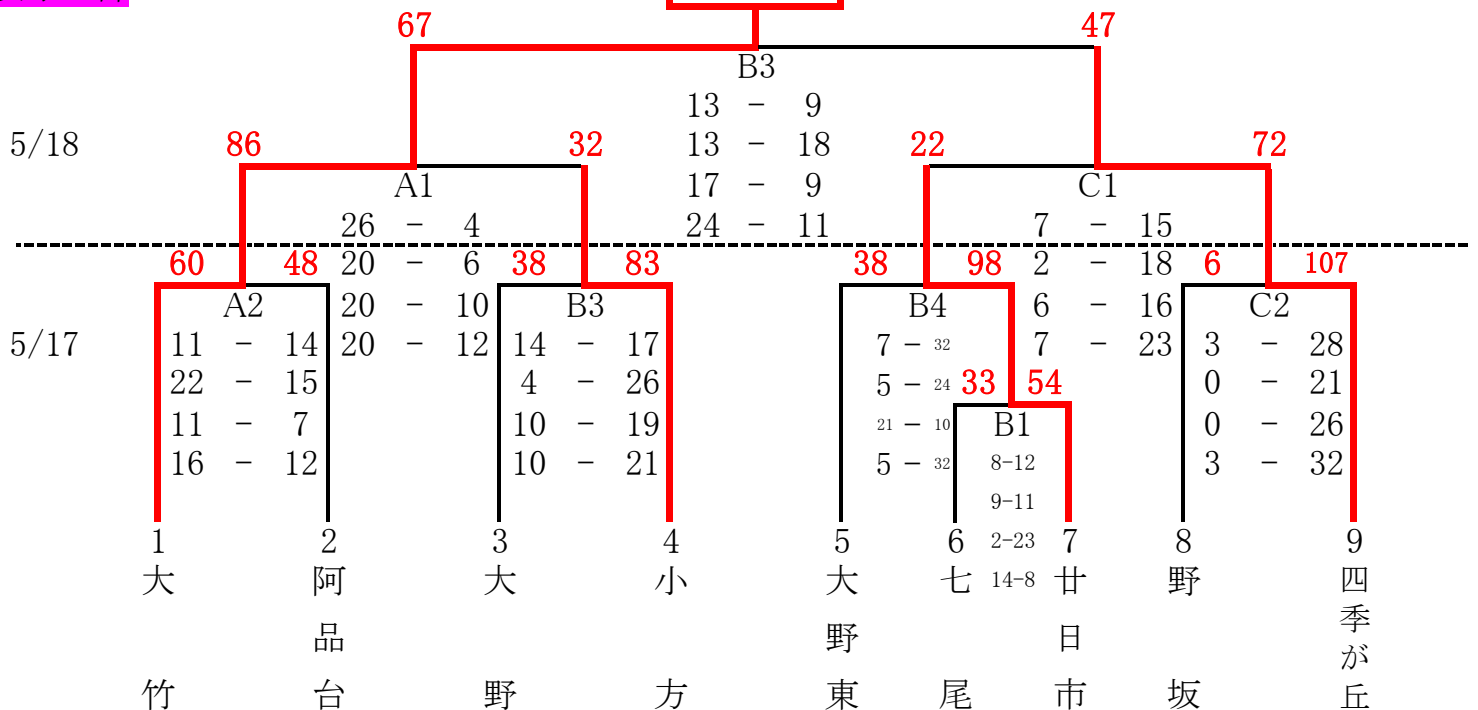 67 47
B3
13 - 9
5/18 86 32 13 - 18 22 72
A1 17 - 9 C1
26 - 4 24 - 11 7 - 15
60 48 20 - 6 38 83 38 98 2 - 18 6 107
A2 20 - 10 B3 B4 6 - 16 C2
5/17 11 - 14 20 - 12 14 - 17 7 - 32 7 - 23 3 - 28
22 - 15 4 - 26 5 - 24 33 54 0 - 21
11 - 7 10 - 19 21 - 10 B1 0 - 26
16 - 12 10 - 21 5 - 32 8-12 3 - 32
9-11
1 2 3 4 5 6 2-23 7 8 9
14-8
大竹
阿品台
大野
小方
大野東
七尾
廿日市
野坂
四季が丘